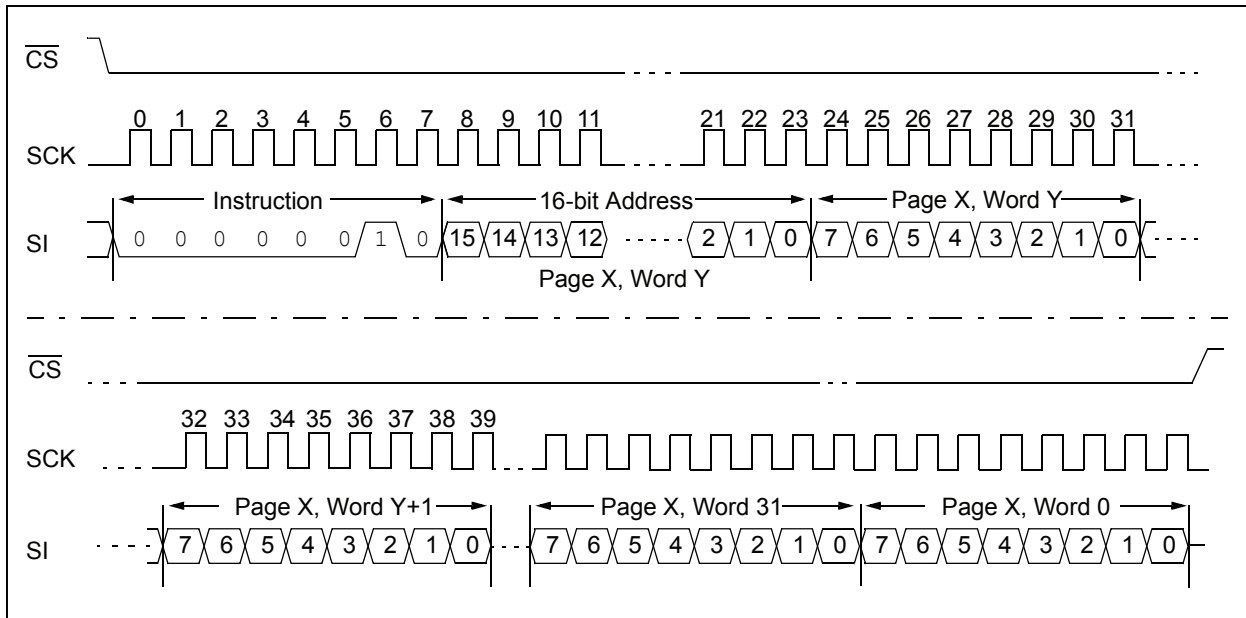 CS
0 1 2 3 4 5 6 7 8 9 10 11 21 22 23 24 25 26 27 28 29 30 31
SCK
Instruction 16-bit Address Page X, Word Y
SI 0 0 0 0 0 0 1 0 15 14 13 12 2 1 0 7 6 5 4 3 2 1 0
Page X, Word Y
CS
32 33 34 35 36 37 38 39
SCK
Page X, Word Y+1 Page X, Word 31 Page X, Word 0
SI 7 6 5 4 3 2 1 0 7 6 5 4 3 2 1 0 7 6 5 4 3 2 1 0